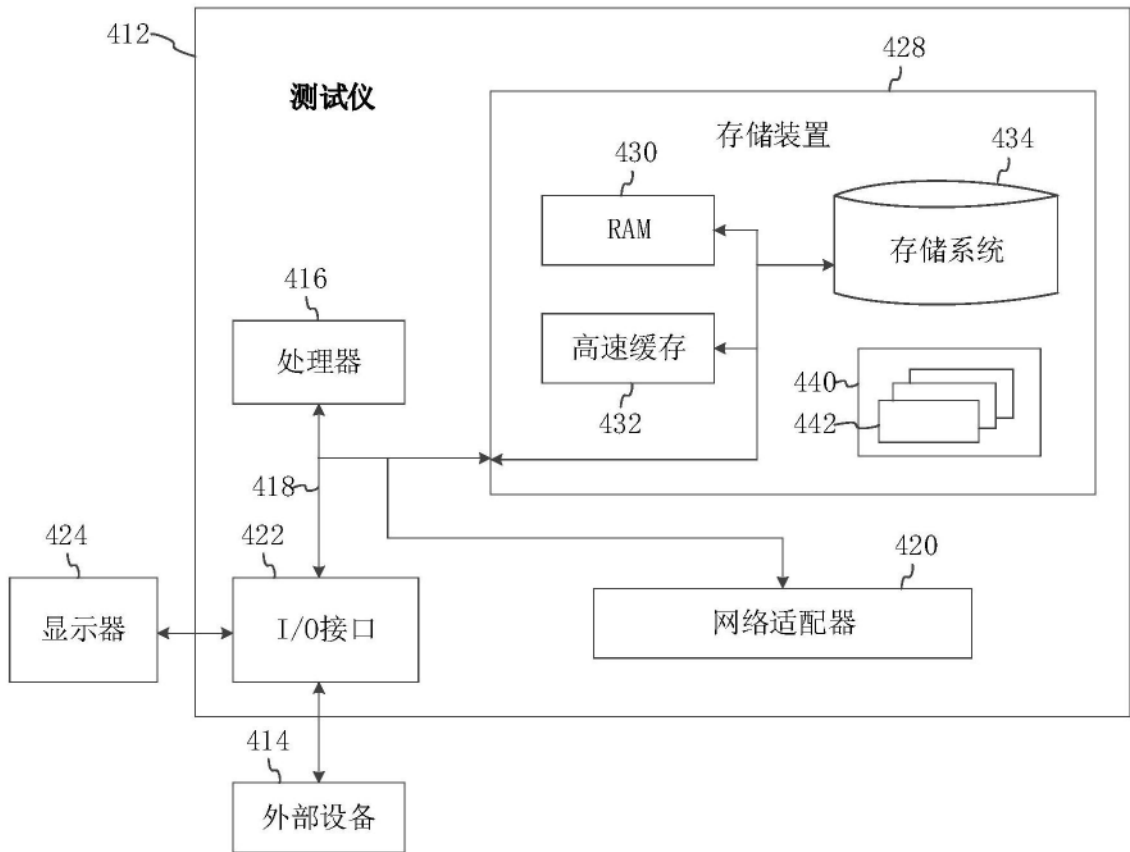 412
测试仪
428
存储装置
430
RAM
434
存储系统
416
处理器
高速缓存
432
440
442
418
424
显示器
422
I/O接口
420
网络适配器
414
外部设备